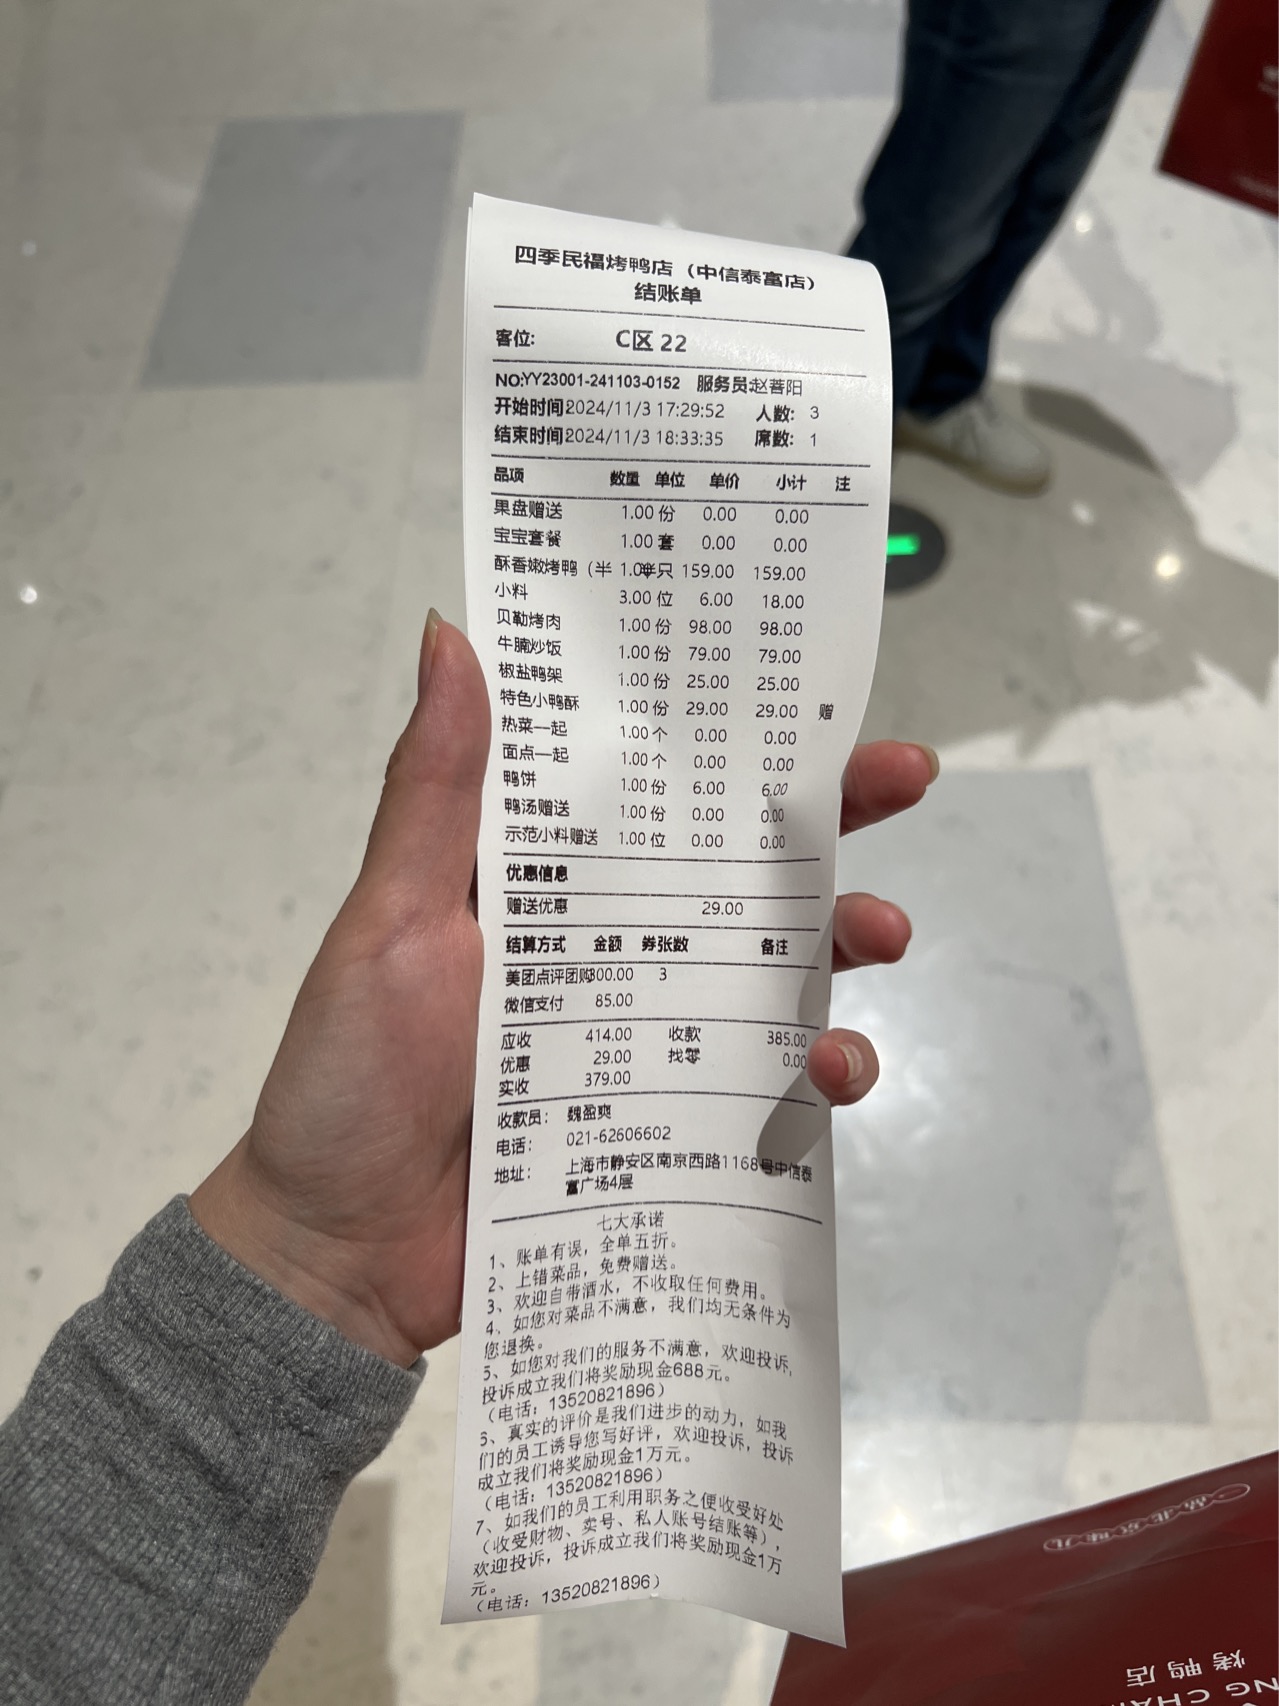 四季民福烤鸭店（中信泰富店）
结账单
客位: C区 22
NO:YY23001-241103-0152 服务员:赵菩阳
开始时间:2024/11/3 17:29:52 人数: 3
结束时间:2024/11/3 18:33:35 席数: 1
品项 数量 单位 单价 小计 注
果盘赠送 1.00 份 0.00 0.00
宝宝套餐 1.00 套 0.00 0.00
酥香嫩烤鸭（半 1.00 半只 159.00 159.00
小料 3.00 位 6.00 18.00
贝勒烤肉 1.00 份 98.00 98.00
牛腩炒饭 1.00 份 79.00 79.00
椒盐鸭架 1.00 份 25.00 25.00
特色小鸭酥 1.00 份 29.00 29.00 赠
热菜一起 1.00 个 0.00 0.00
面点一起 1.00 个 0.00 0.00
鸭饼 1.00 份 6.00 6.00
鸭汤赠送 1.00 份 0.00 0.00
示范小料赠送 1.00 位 0.00 0.00
优惠信息
赠送优惠 29.00
结算方式 金额 券张数 备注
美团点评团购300.00 3
微信支付 85.00
应收 414.00 收款 385.00
优惠 29.00 找零 0.00
实收 379.00
收款员: 魏盈爽
电话: 021-62606602
地址: 上海市静安区南京西路1168号中信泰
富广场4层
七大承诺
1、账单有误，全单五折。
2、上错菜品，免费赠送。
3、欢迎自带酒水，不收取任何费用。
4、如您对菜品不满意，我们均无条件为
您退换。
5、如您对我们的服务不满意，欢迎投诉，
投诉成立我们将奖励现金688元。
（电话：13520821896）
6、真实的评价是我们进步的动力，如我
们的员工诱导您写好评，欢迎投诉，投诉
成立我们将奖励现金1万元。
（电话：13520821896）
7、如我们的员工利用职务之便收受好处
（收受财物、卖号、私人账号结账等），
欢迎投诉，投诉成立我们将奖励现金1万
元。
（电话：13520821896）
北京味儿
烤鸭店